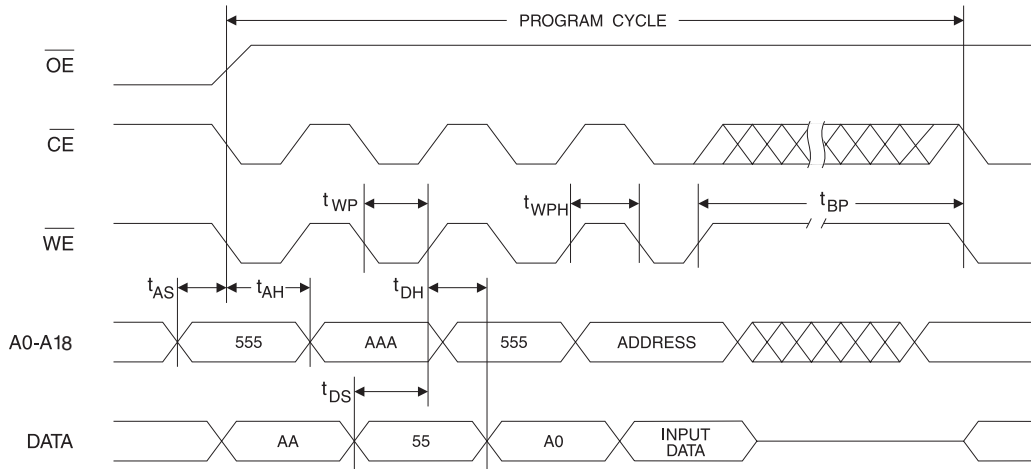 PROGRAM CYCLE
OE
CE
tWP
tWPH
tBP
WE
tAS
tAH
tDH
A0-A18
555
AAA
555
ADDRESS
tDS
DATA
AA
55
A0
INPUT
DATA